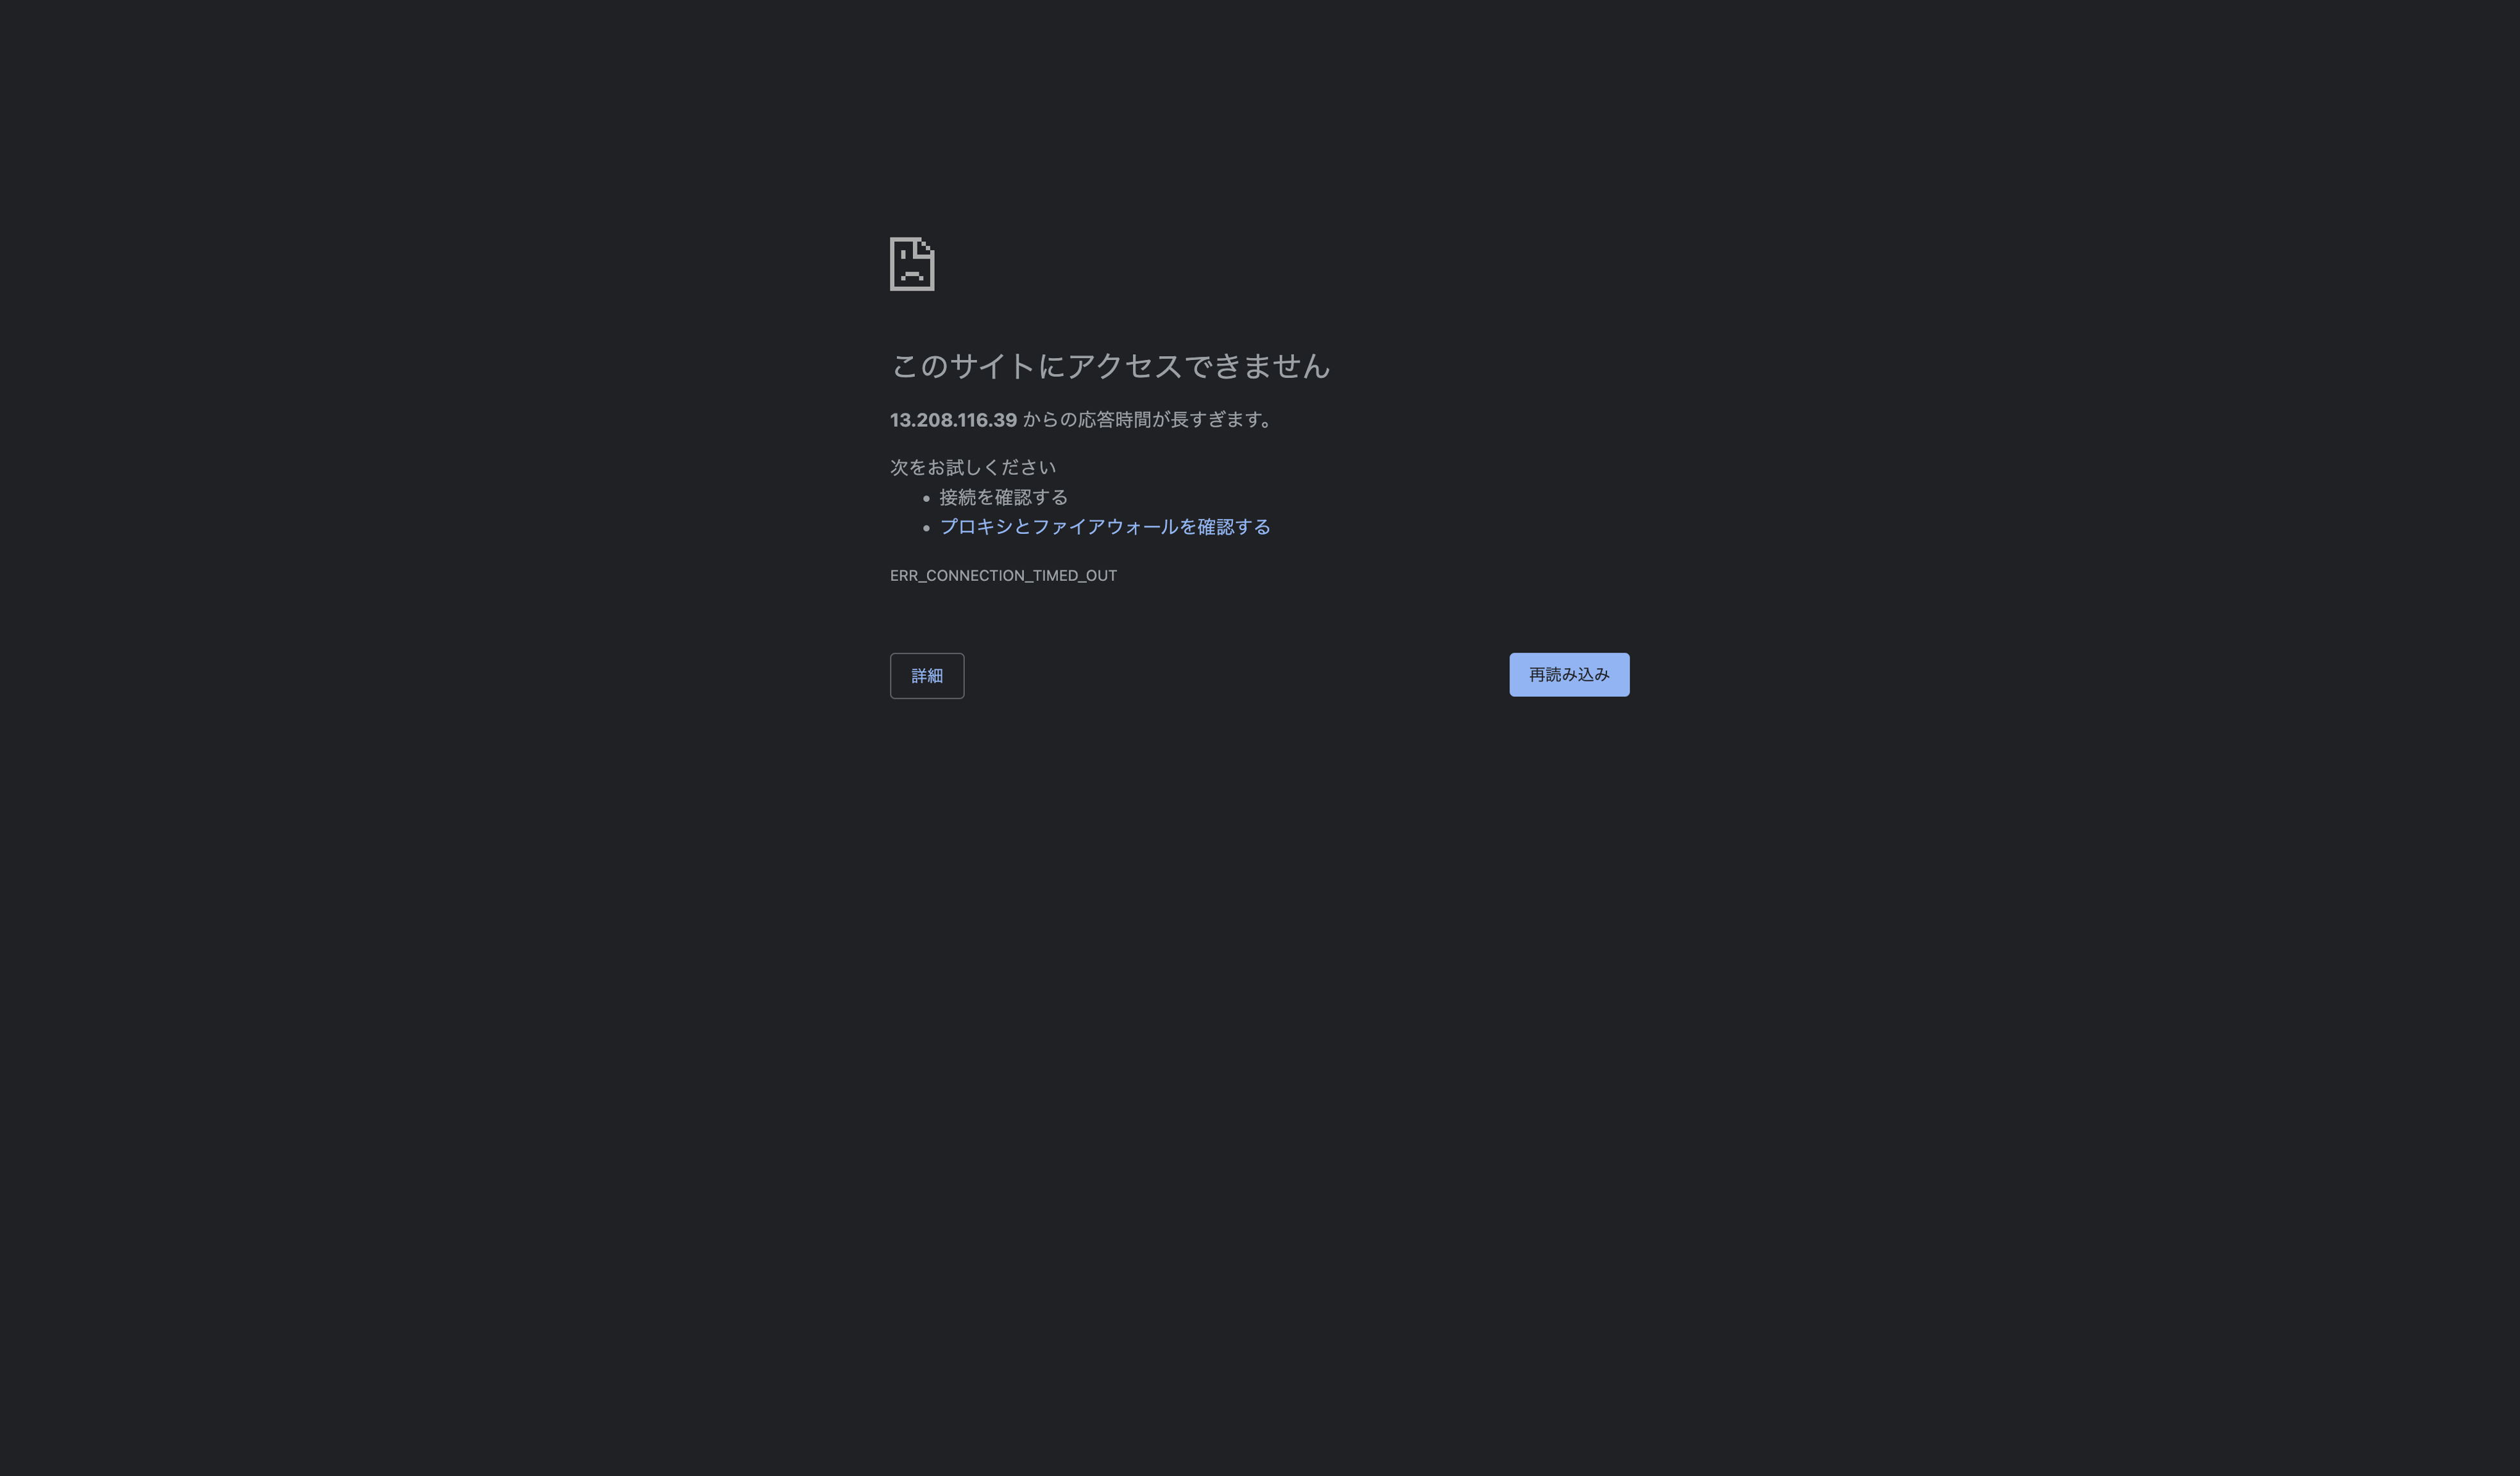 このサイトにアクセスできません
13.208.116.39 からの応答時間が長すぎます。
次をお試しください
• 接続を確認する
• プロキシとファイアウォールを確認する
ERR_CONNECTION_TIMED_OUT
詳細
再読み込み